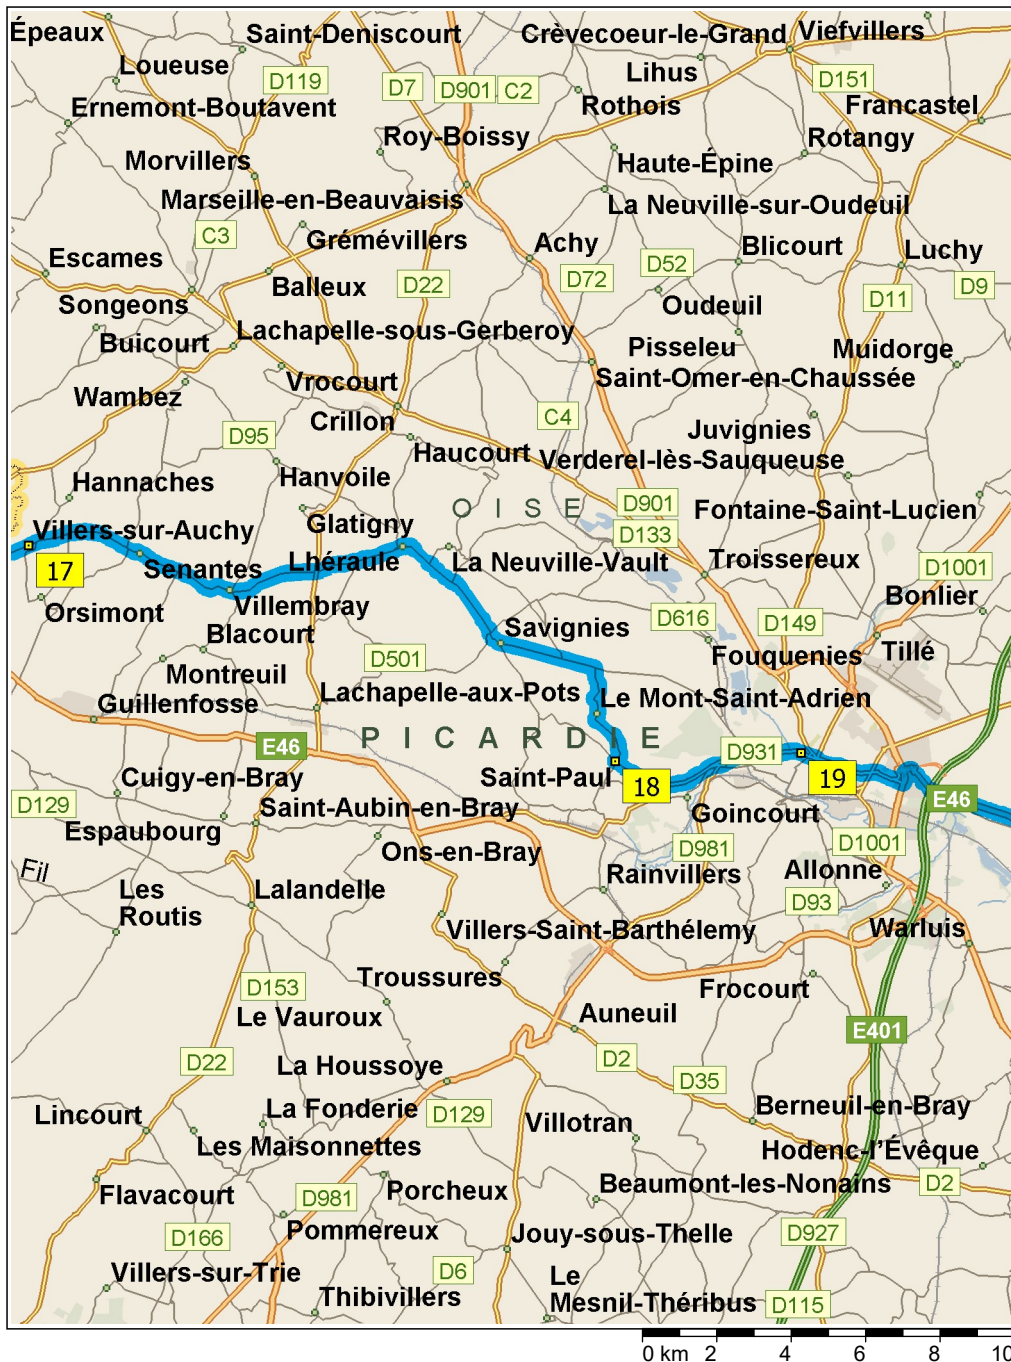 Épeaux
Saint-Deniscourt
Crèvecoeur-le-Grand
Viefvillers
Loueuse
D119
D7
D901
C2
Lihus
D151
Ernemont-Boutavent
Rothois
Francastel
Roy-Boissy
Rotangy
Morvillers
Haute-Épine
Marseille-en-Beauvaisis
La Neuville-sur-Oudeuil
C3
Grémévillers
Achy
Blicourt
Luchy
Escames
D52
D72
D22
D9
Balleux
Songeons
Oudeuil
D11
Lachapelle-sous-Gerberoy
Buicourt
Pisseleu
Muidorge
Vrocourt
Saint-Omer-en-Chaussée
Wambez
Crillon
C4
Juvignies
D95
Haucourt
Verderel-lès-Sauqueuse
Hannaches
Hanvoile
OISE
D901
Fontaine-Saint-Lucien
Villers-sur-Auchy
Glatigny
D133
17
Senantes
Lhéraule
La Neuville-Vault
Troissereux
D1001
Orsimont
Villembray
Bonlier
Blacourt
Savignies
D616
D149
Montreuil
D501
Fouquenies
Tillé
Guillenfosse
Lachapelle-aux-Pots
Le Mont-Saint-Adrien
E46
PICARDIE
D931
Cuigy-en-Bray
Saint-Paul
18
19
E46
D129
Saint-Aubin-en-Bray
Goincourt
Espaubourg
Ons-en-Bray
D981
D1001
Fil
Les
Routis
Lalandelle
Rainvillers
Allonne
D93
Villers-Saint-Barthélemy
Warluis
D153
Troussures
Frocourt
Le Vauroux
Auneuil
E401
D22
La Houssoye
D2
D35
Lincourt
La Fonderie
D129
Villotran
Berneuil-en-Bray
Les Maisonnettes
Hodenc-l'Évêque
Flavacourt
D981
Porcheux
Beaumont-les-Nonains
D2
D166
Pommereux
Jouy-sous-Thelle
D927
Villers-sur-Trie
D6
Thibivillers
Le
Mesnil-Théribus
D115
0 km 2 4 6 8 10